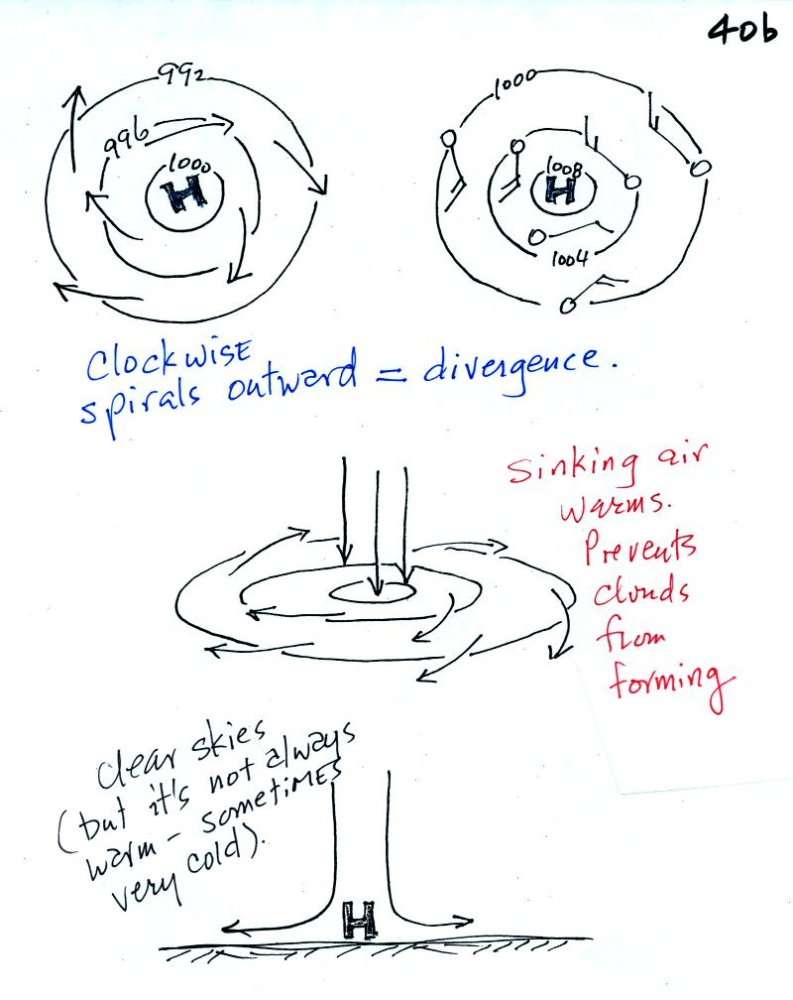 40b
992
996
1000
H
1000
1008
H
1004
Clockwise
spirals outward = divergence.
Sinking air
warms.
Prevents
clouds
from
forming
Clear skies
(but it's not always
warm - sometimes
very cold).
H